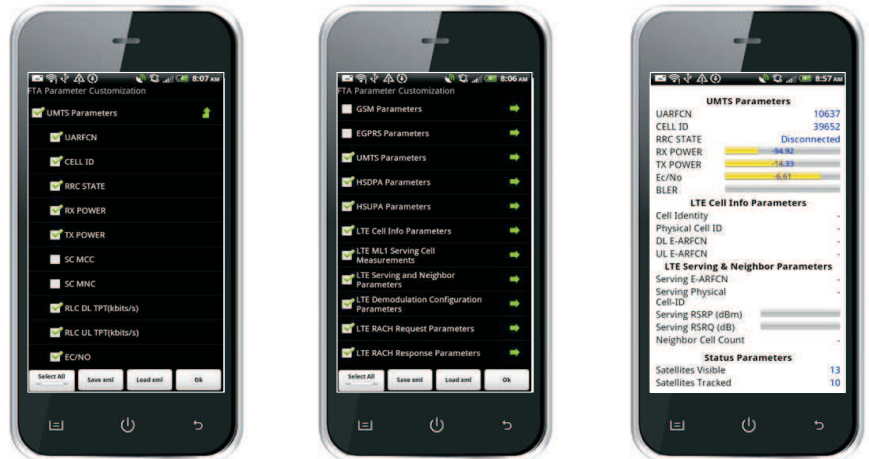 8:07 AM
FTA Parameter Customization
UMTS Parameters
UARFCN
CELL ID
RRC STATE
RX POWER
TX POWER
SC MCC
SC MNC
RLC DL TPT(kbits/s)
RLC UL TPT(kbits/s)
EC/NO
Select All
Save xml
Load xml
Ok
8:06 AM
FTA Parameter Customization
GSM Parameters
EGPRS Parameters
UMTS Parameters
HSDPA Parameters
HSUPA Parameters
LTE Cell Info Parameters
LTE ML1 Serving Cell
Measurements
LTE Serving and Neighbor
Parameters
LTE Demodulation Configuration
Parameters
LTE RACH Request Parameters
LTE RACH Response Parameters
Select All
Save xml
Load xml
Ok
8:57 AM
UMTS Parameters
UARFCN 10637
CELL ID 39652
RRC STATE Disconnected
RX POWER -94.92
TX POWER -14.33
Ec/No -6.61
BLER
LTE Cell Info Parameters
Cell Identity -
Physical Cell ID -
DL E-ARFCN -
UL E-ARFCN -
LTE Serving & Neighbor Parameters
Serving E-ARFCN -
Serving Physical -
Cell-ID
Serving RSRP (dBm)
Serving RSRQ (dB)
Neighbor Cell Count -
Status Parameters
Satellites Visible 13
Satellites Tracked 10